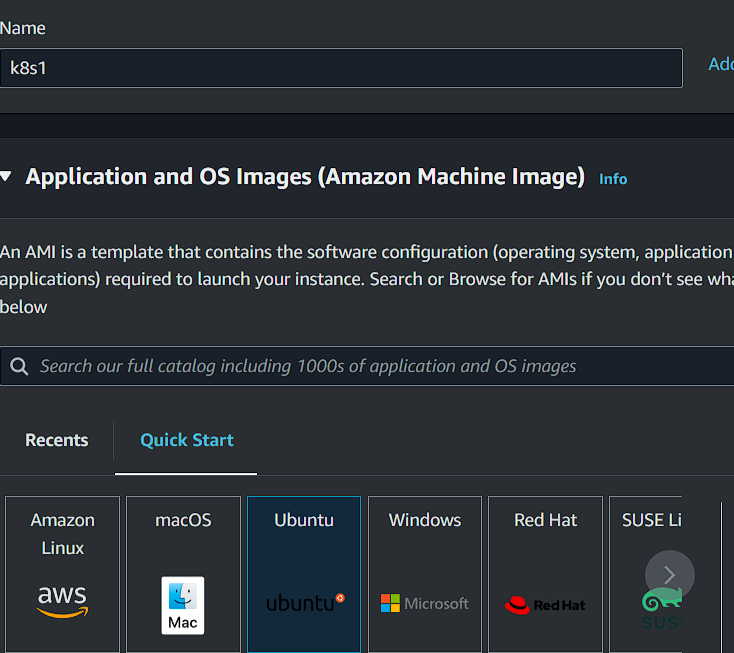 Name
k8s1
Application and OS Images (Amazon Machine Image) Info
An AMI is a template that contains the software configuration (operating system, application
applications) required to launch your instance. Search or Browse for AMIs if you don’t see
below
Search our full catalog including 1000s of application and OS images
Recents Quick Start
Amazon Linux
aws
macOS
Mac
Ubuntu
ubuntu
Windows
Microsoft
Red Hat
Red Hat
SUSE Li
SUS